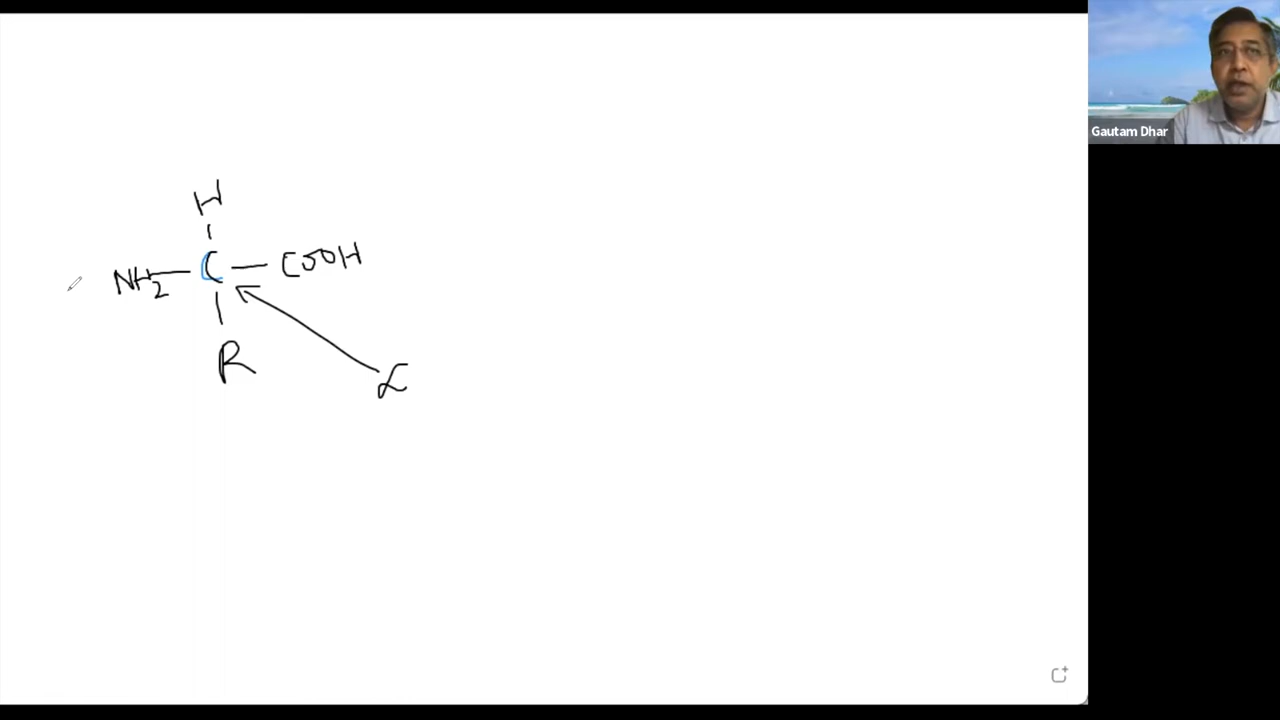 H
NH2 — C — COOH
R
α
Gautam Dhar